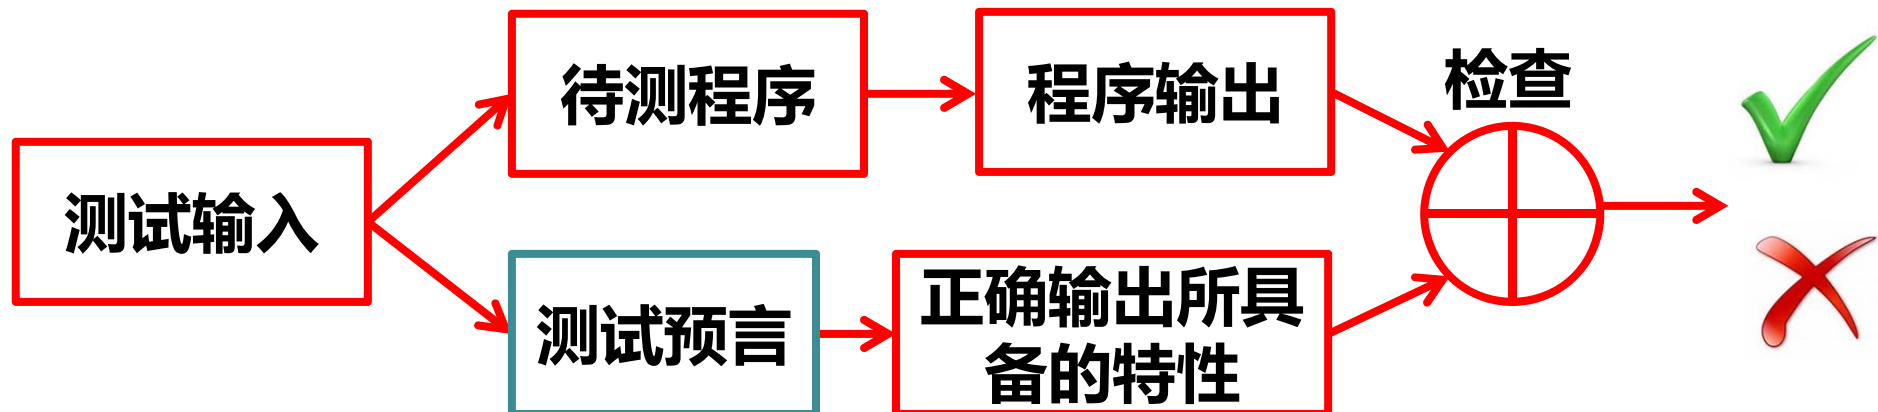 待测程序
程序输出
检查
测试输入
测试预言
正确输出所具
备的特性